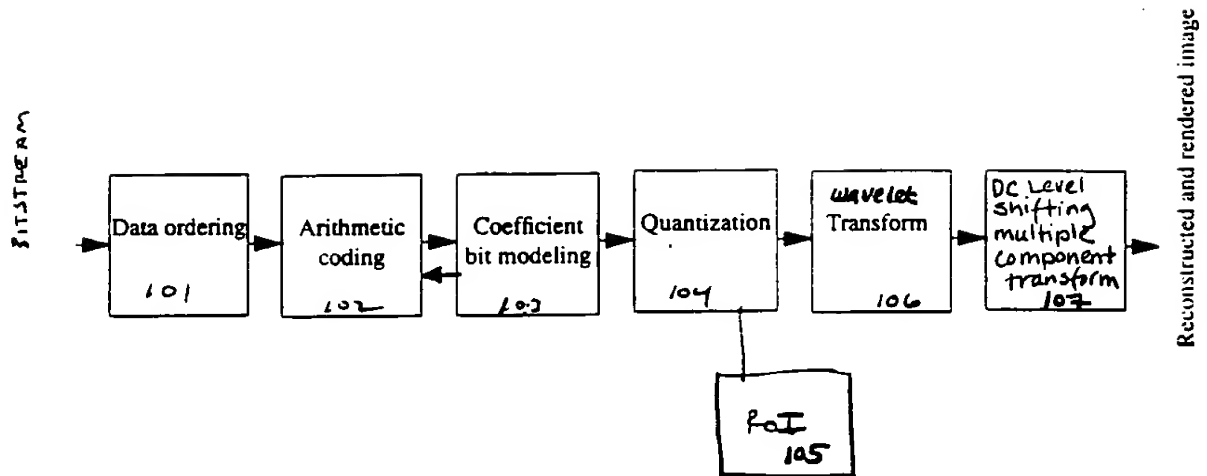 BITSTREAM
Data ordering
101
Arithmetic
coding
102
Coefficient
bit modeling
103
Quantization
104
wavelet
Transform
106
DC Level
shifting
multiple
component
transform
107
Reconstructed and rendered image
RoI
105